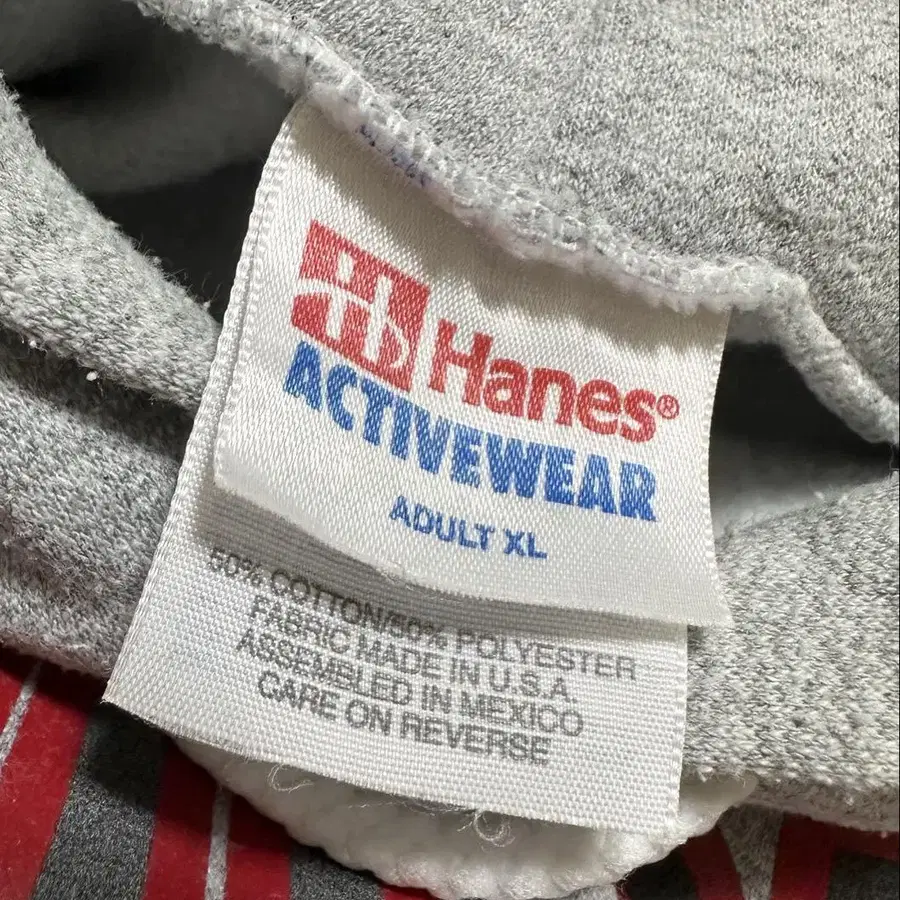 Hanes®
ACTIVEWEAR
ADULT XL
50% COTTON/50% POLYESTER
FABRIC MADE IN U.S.A.
ASSEMBLED IN MEXICO
CARE ON REVERSE